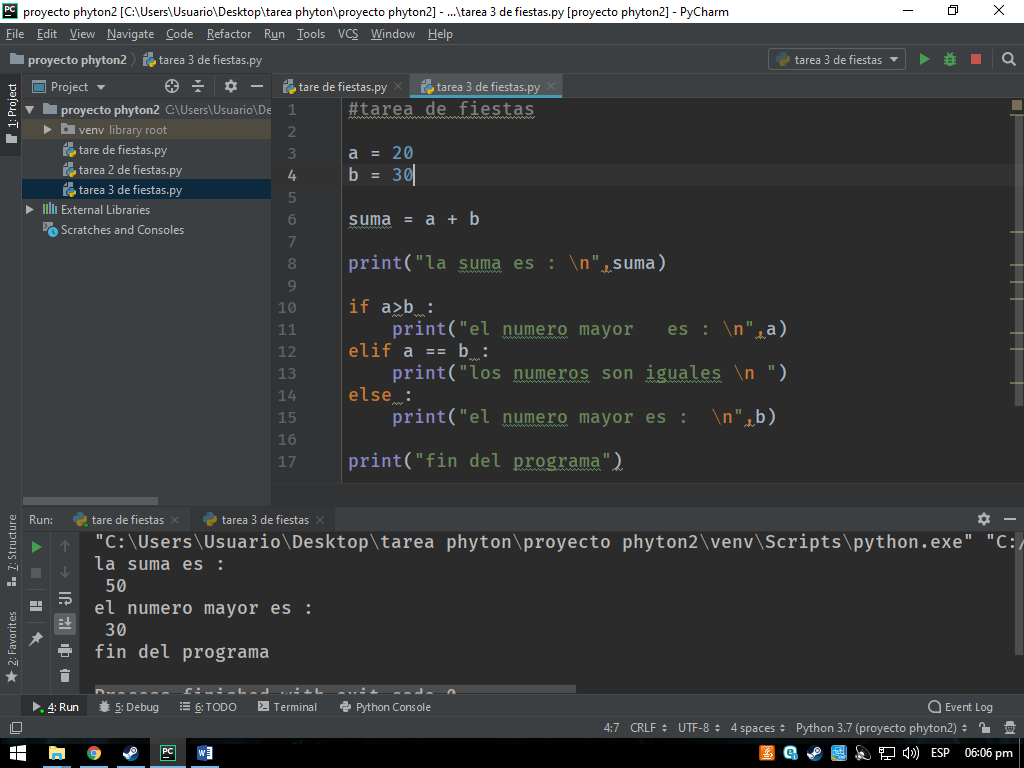 proyecto phyton2 [C:\Users\Usuario\Desktop\tarea phyton\proyecto phyton2] - ...\tarea 3 de fiestas.py [proyecto phyton2] - PyCharm
File Edit View Navigate Code Refactor Run Tools VCS Window Help
proyecto phyton2 tarea 3 de fiestas.py
tarea 3 de fiestas
1: Project
Project
proyecto phyton2 C:\Users\Usuario\De
venv library root
tare de fiestas.py
tarea 2 de fiestas.py
tarea 3 de fiestas.py
External Libraries
Scratches and Consoles
tare de fiestas.py tarea 3 de fiestas.py
1 #tarea de fiestas
2
3 a = 20
4 b = 30
5
6 suma = a + b
7
8 print("la suma es : \n",suma)
9
10 if a>b :
11     print("el numero mayor   es : \n",a)
12 elif a == b :
13     print("los numeros son iguales \n ")
14 else :
15     print("el numero mayor es :  \n",b)
16
17 print("fin del programa")
7: Structure
2: Favorites
Run: tare de fiestas tarea 3 de fiestas
"C:\Users\Usuario\Desktop\tarea phyton\proyecto phyton2\venv\Scripts\python.exe" "C:/
la suma es :
 50
el numero mayor es :
 30
fin del programa
Process finished with exit code 0
4: Run 5: Debug 6: TODO Terminal Python Console Event Log
4:7 CRLF UTF-8 4 spaces Python 3.7 (proyecto phyton2)
PC W ESP 06:06 pm